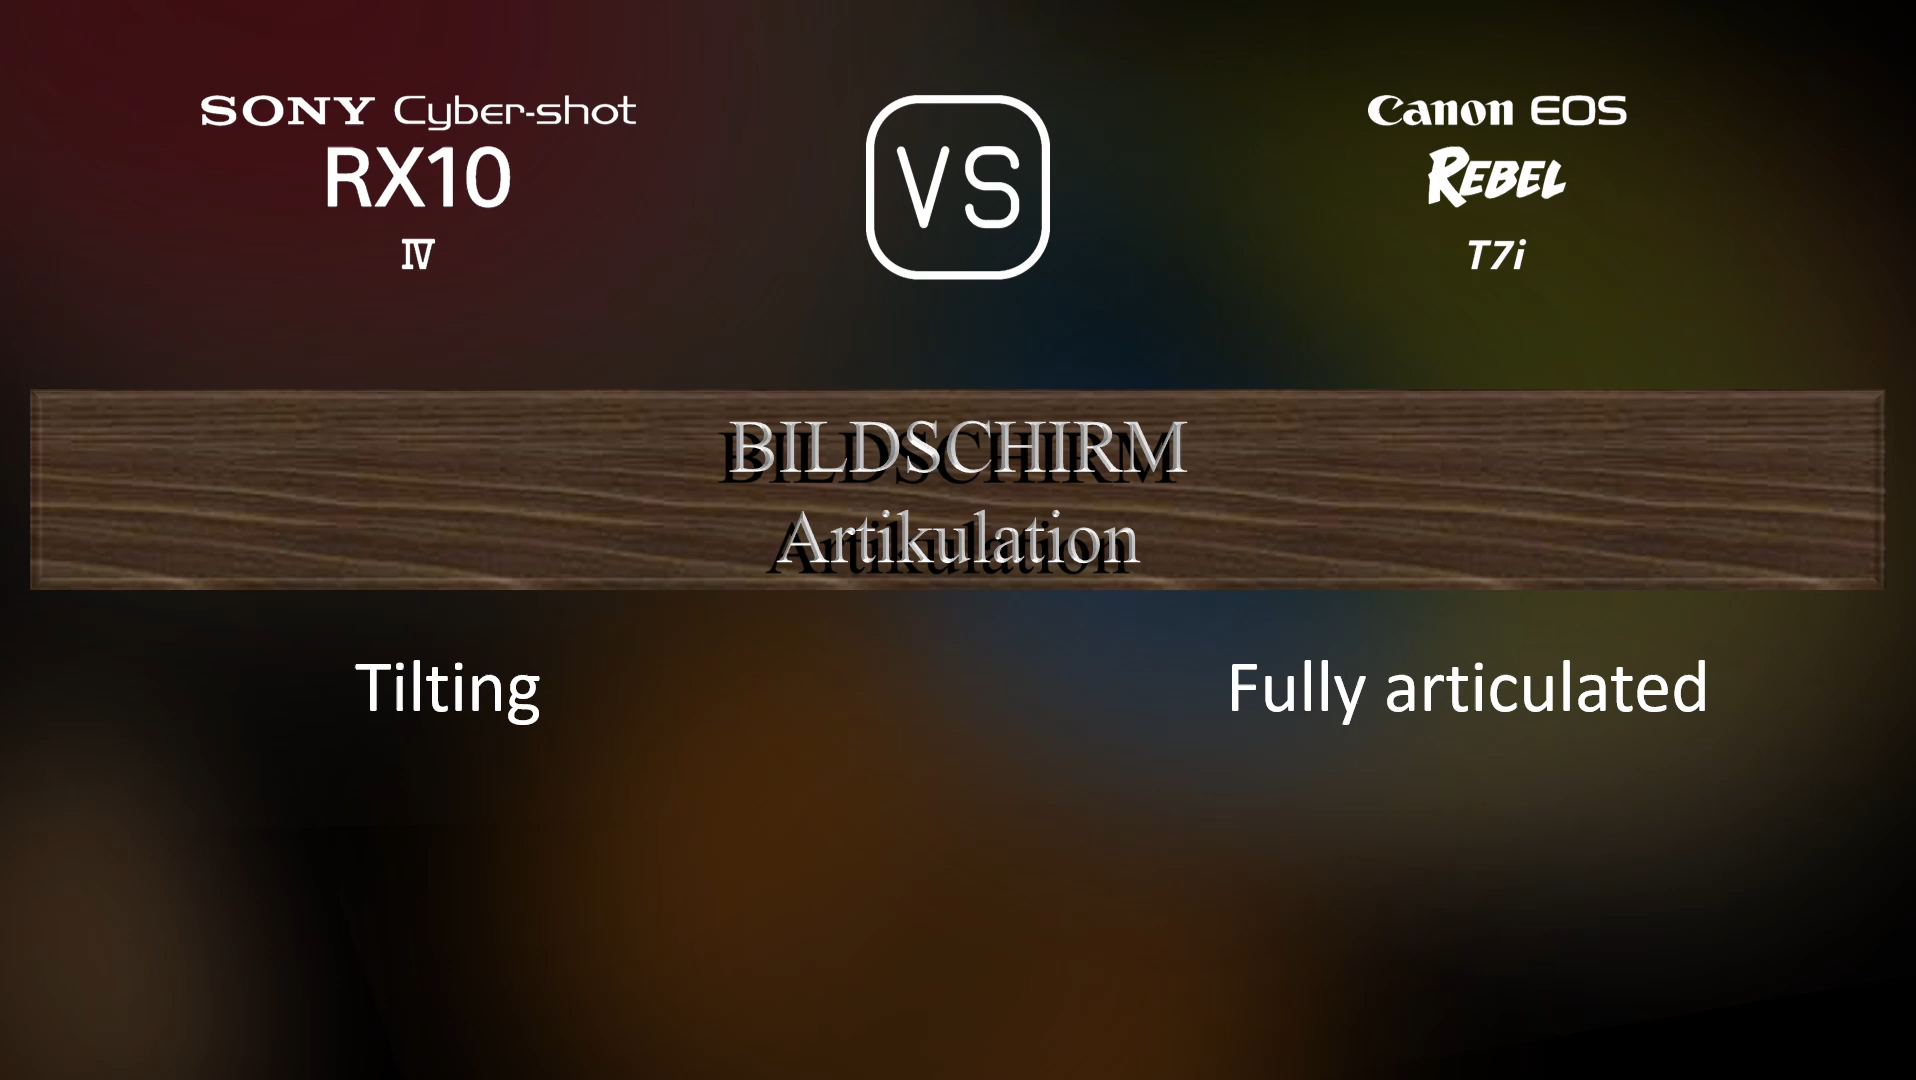 SONY Cyber-shot
RX10
IV
VS
Canon EOS
REBEL
T7i
BILDSCHIRM
Artikulation
Tilting
Fully articulated